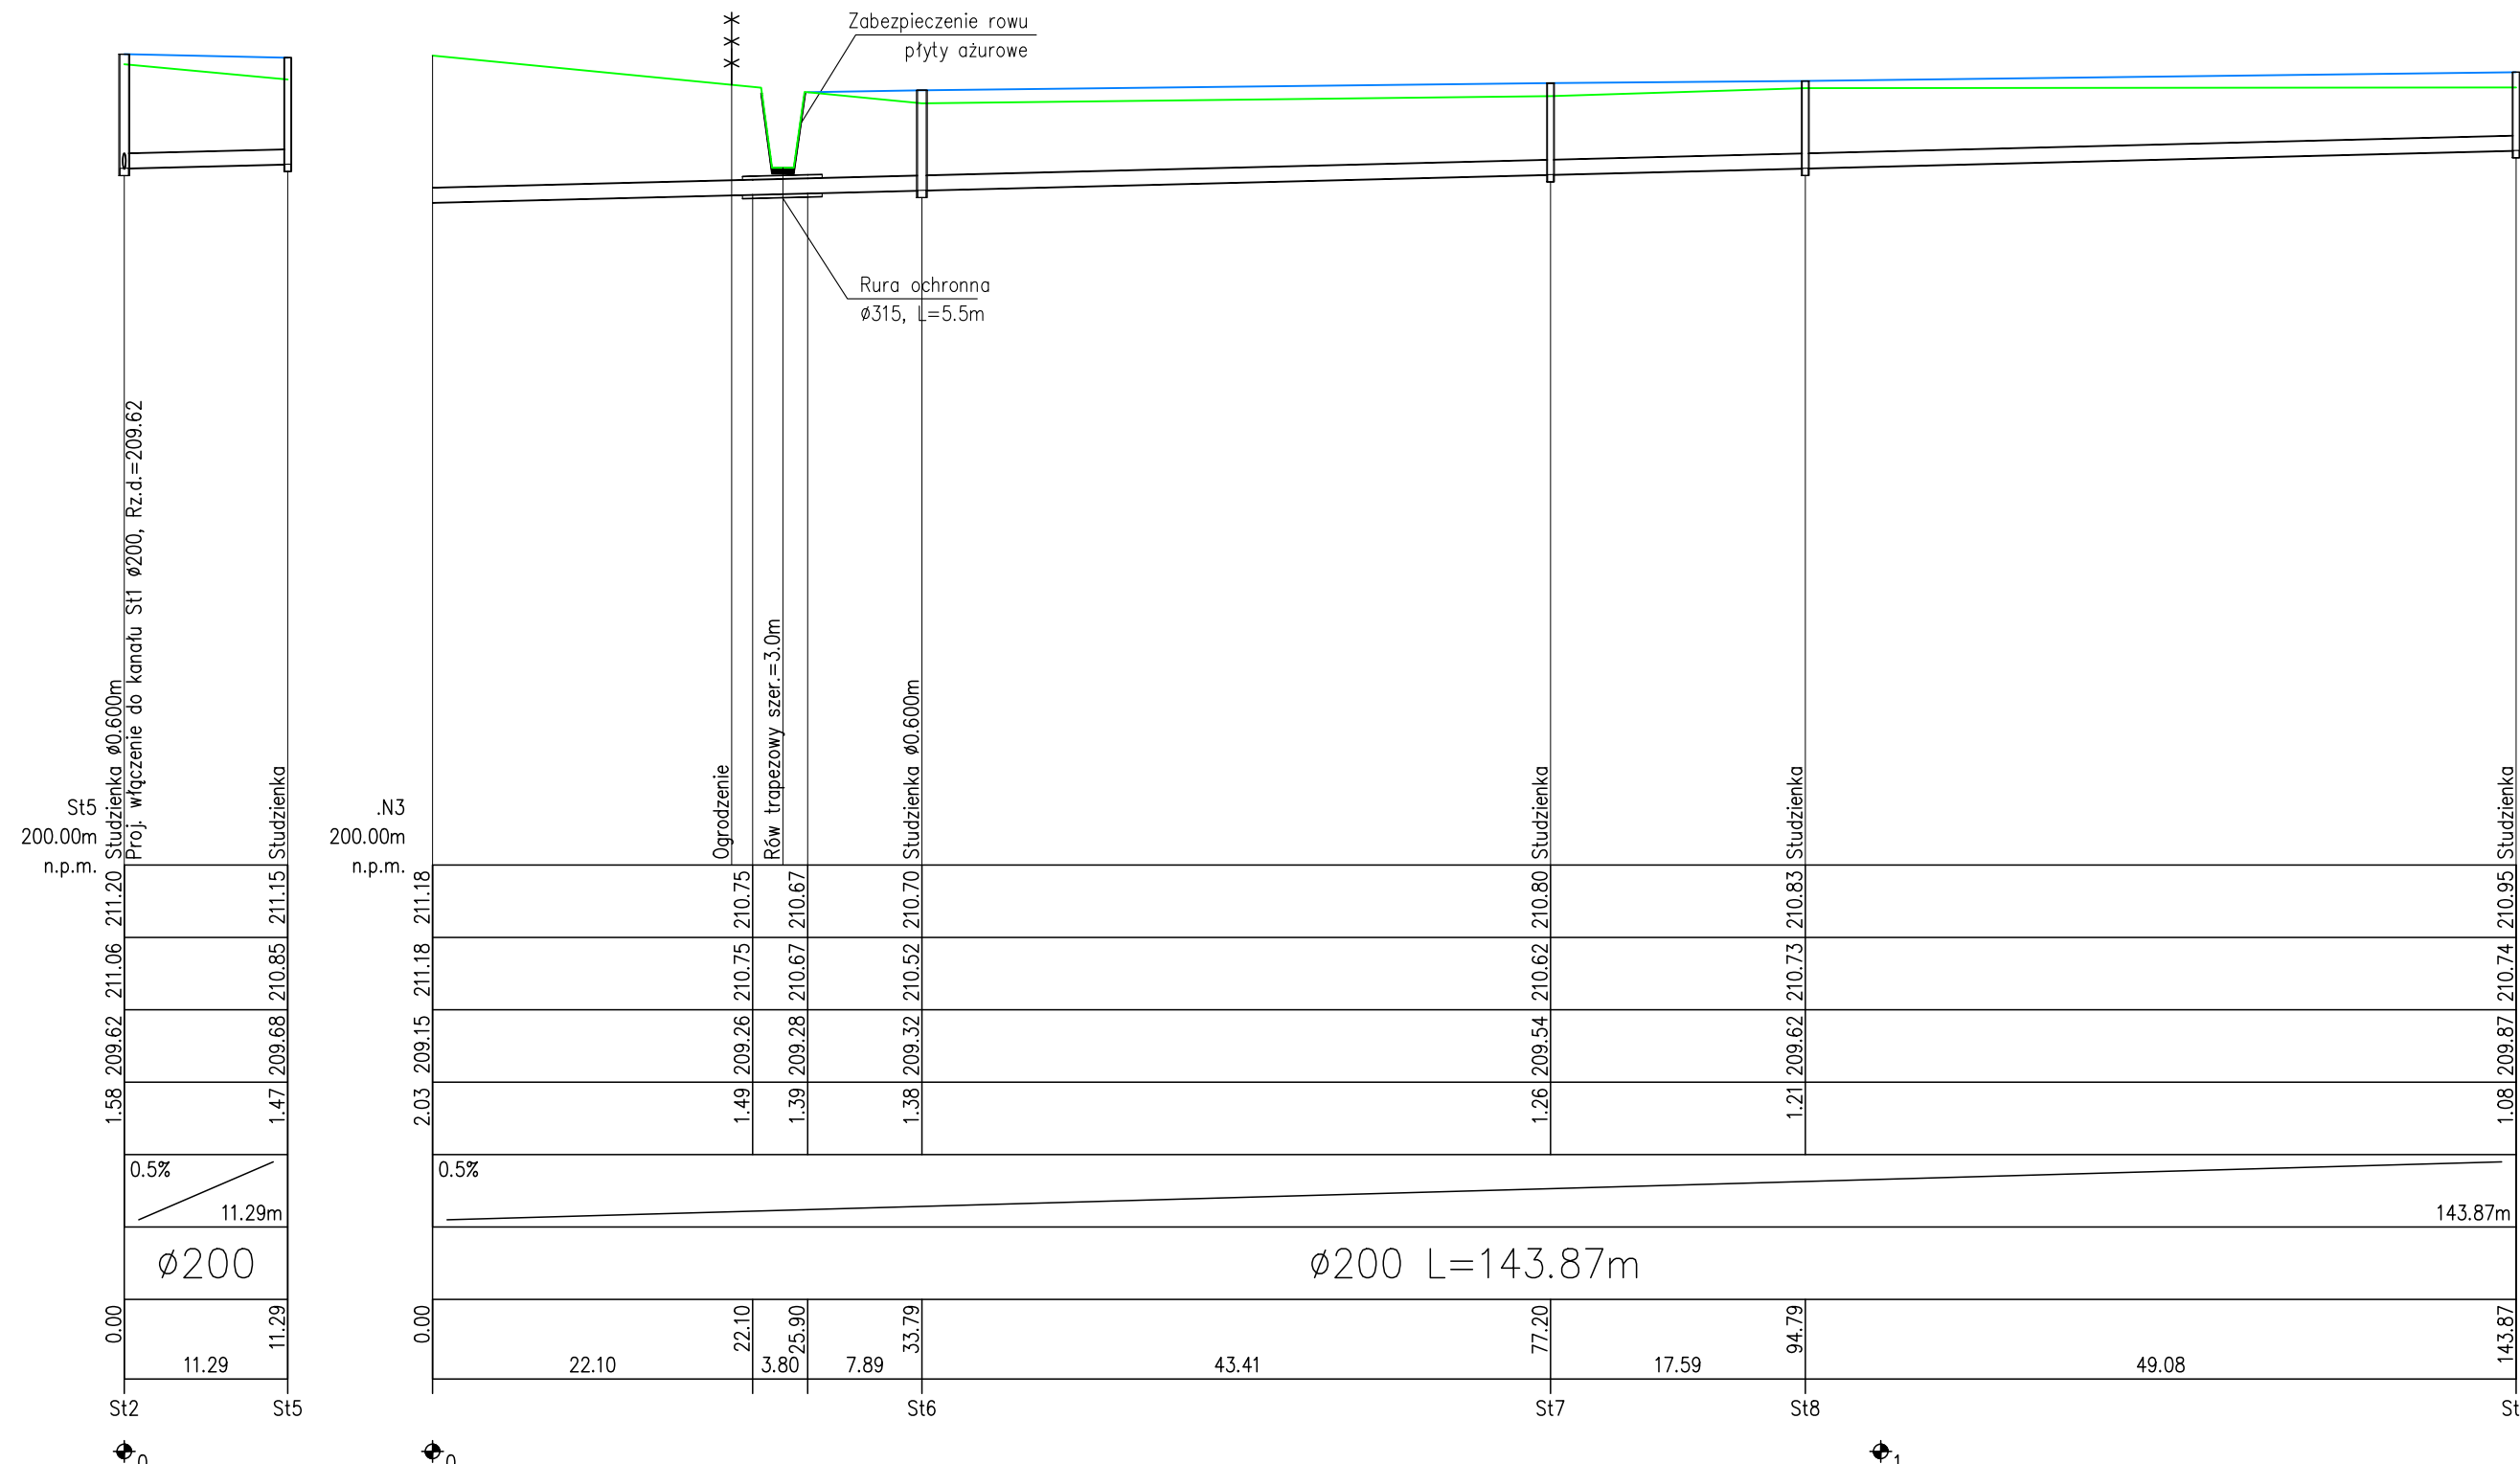 Zabezpieczenie rowu
płyty ażurowe
Rura ochronna
ø315, L=5.5m
Studzienka ø0.600m
Proj. włączenie do kanału St1 ø200, Rz.d.=209.62
Studzienka
Ogrodzenie
Rów trapezowy szer.=3.0m
Studzienka ø0.600m
Studzienka
Studzienka
Studzienka
St5
200.00m
n.p.m.
.N3
200.00m
n.p.m.
211.20 211.15 211.18 210.75 210.67 210.70 210.80 210.83 210.95
211.06 210.85 211.18 210.75 210.67 210.52 210.62 210.73 210.74
209.62 209.68 209.15 209.26 209.28 209.32 209.54 209.62 209.87
1.58 1.47 2.03 1.49 1.39 1.38 1.26 1.21 1.08
0.5% 0.5%
11.29m 143.87m
ø200 ø200 L=143.87m
0.00 11.29 0.00 22.10 25.90 33.79 77.20 94.79 143.87
11.29 22.10 3.80 7.89 43.41 17.59 49.08
St2 St5 St6 St7 St8 St
0 0 1